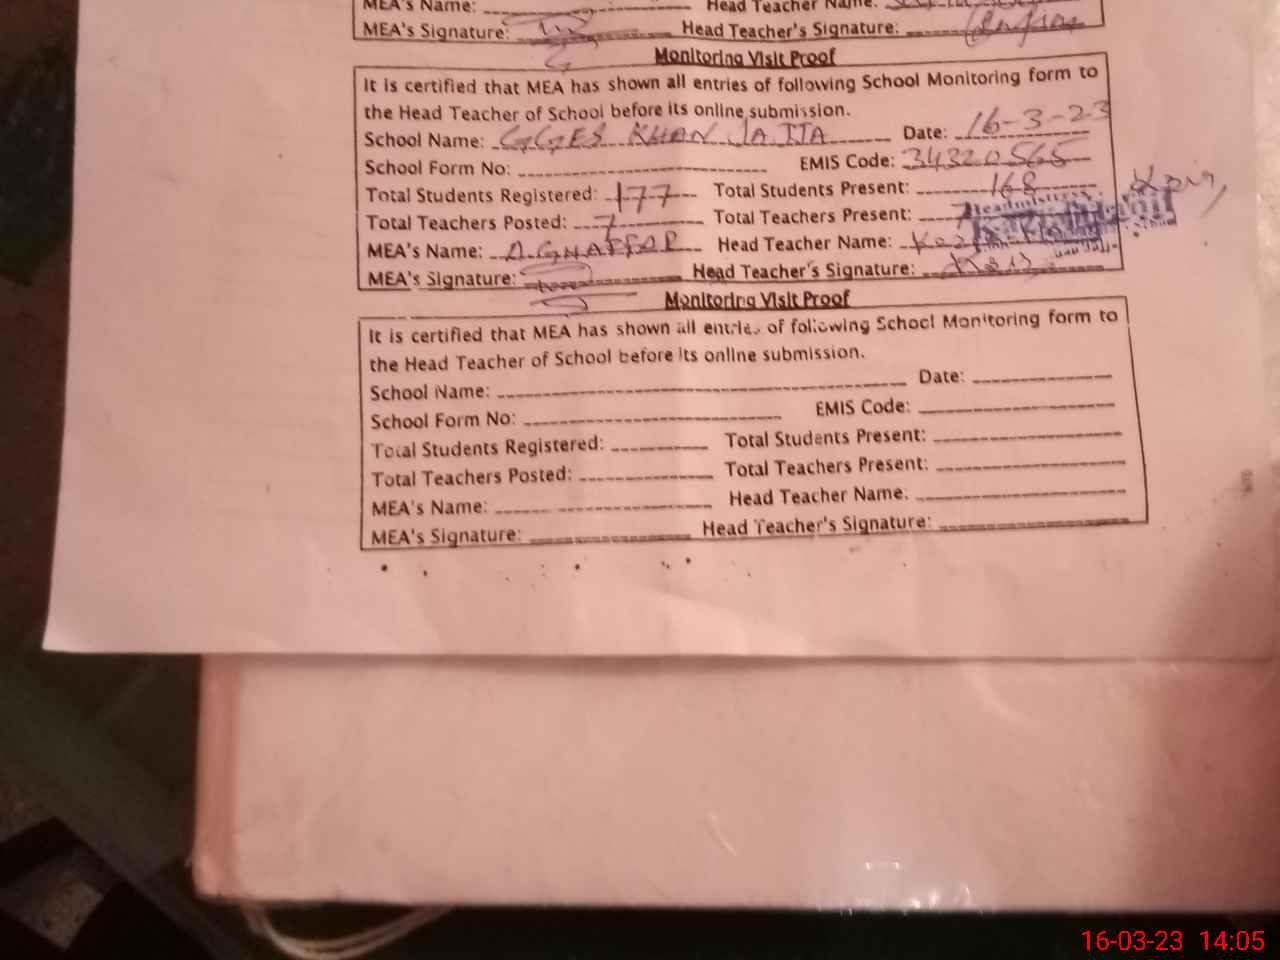 MEA's Name: Head Teacher Name:
MEA's Signature: Head Teacher's Signature:
Monitoring Visit Proof
It is certified that MEA has shown all entries of following School Monitoring form to
the Head Teacher of School before its online submission.
School Name: GGES KHAN JAJJA Date: 16-3-23
School Form No: EMIS Code: 34320565
Total Students Registered: 177 Total Students Present: 168
Total Teachers Posted: 7 Total Teachers Present: 7
MEA's Name: A.GHAFFAR Head Teacher Name:
MEA's Signature: Head Teacher's Signature:
Monitoring Visit Proof
It is certified that MEA has shown all entries of following School Monitoring form to
the Head Teacher of School before its online submission.
School Name: Date:
School Form No: EMIS Code:
Total Students Registered: Total Students Present:
Total Teachers Posted: Total Teachers Present:
MEA's Name: Head Teacher Name:
MEA's Signature: Head Teacher's Signature:
16-03-23 14:05